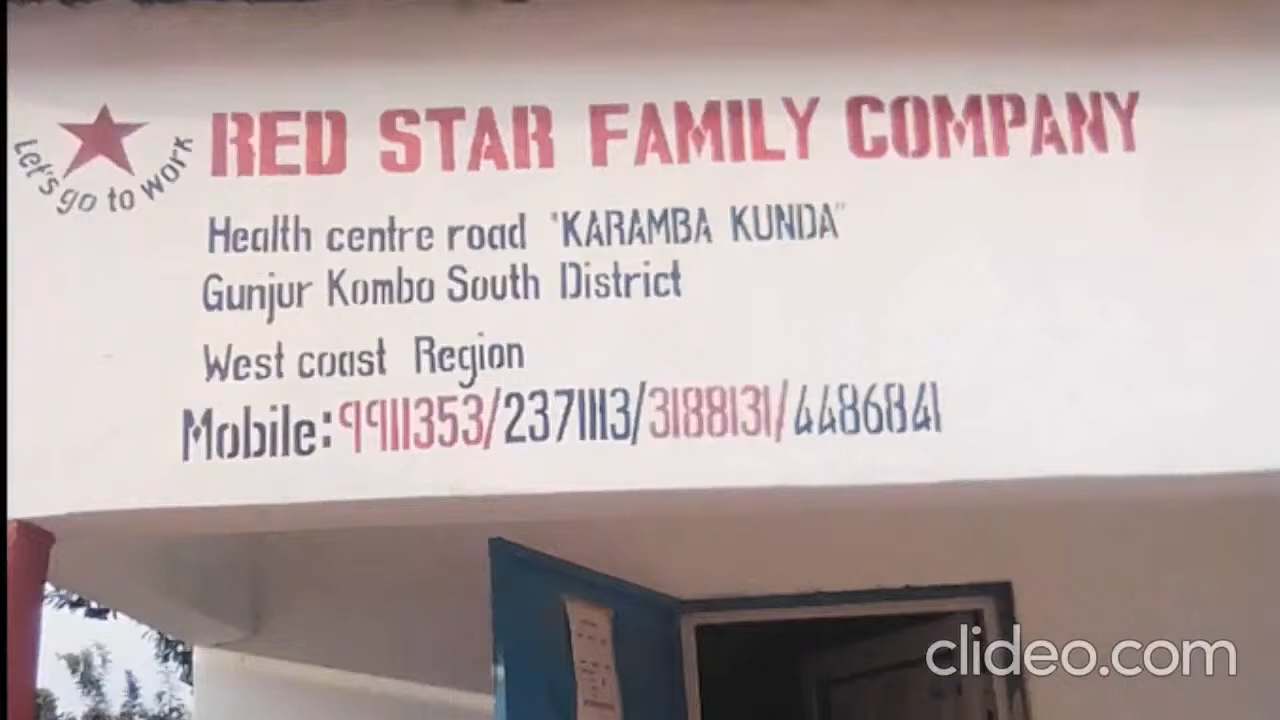 Let's go to work
RED STAR FAMILY COMPANY
Health centre road "KARAMBA KUNDA"
Gunjur Kombo South District
West coast Region
Mobile: 9911353/2371113/3188131/4486841
clideo.com